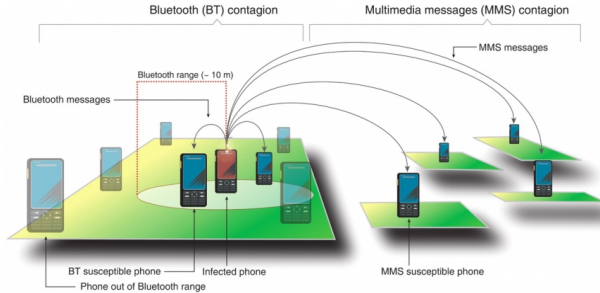 Bluetooth (BT) contagion
Multimedia messages (MMS) contagion
MMS messages
Bluetooth range (~ 10 m)
Bluetooth messages
BT susceptible phone
Infected phone
MMS susceptible phone
Phone out of Bluetooth range